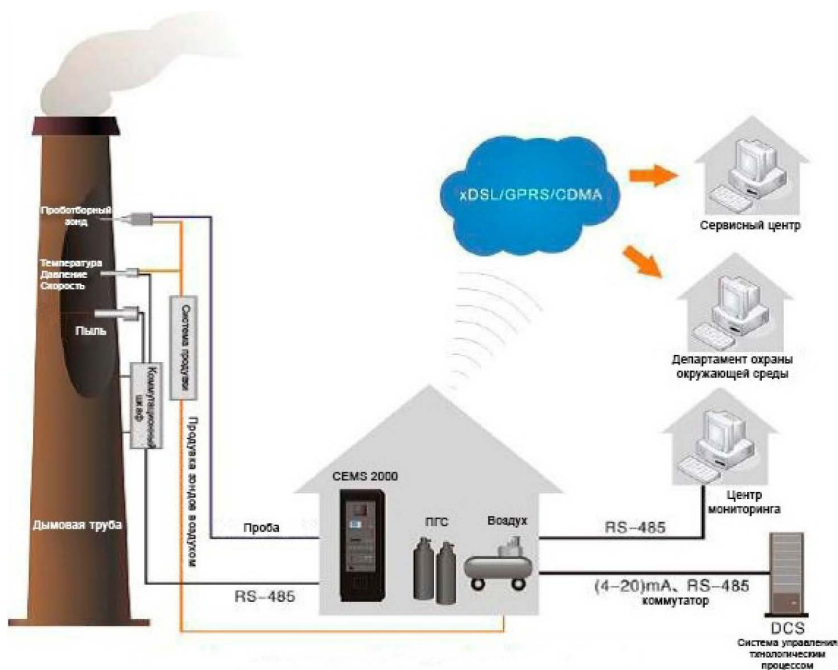 xDSL/GPRS/CDMA
Сервисный центр
Департамент охраны
окружающей среды
Центр
мониторинга
Проботборный
зонд
Температура
Давление
Скорость
Пыль
Дымовая труба
Система продувки
Коммутационный
шкаф
Продувка зондов воздухом
Проба
RS-485
CEMS 2000
ПГС
Воздух
RS-485
(4-20)mA、RS-485
коммутатор
DCS
Система управления
тхнологическим
процессом